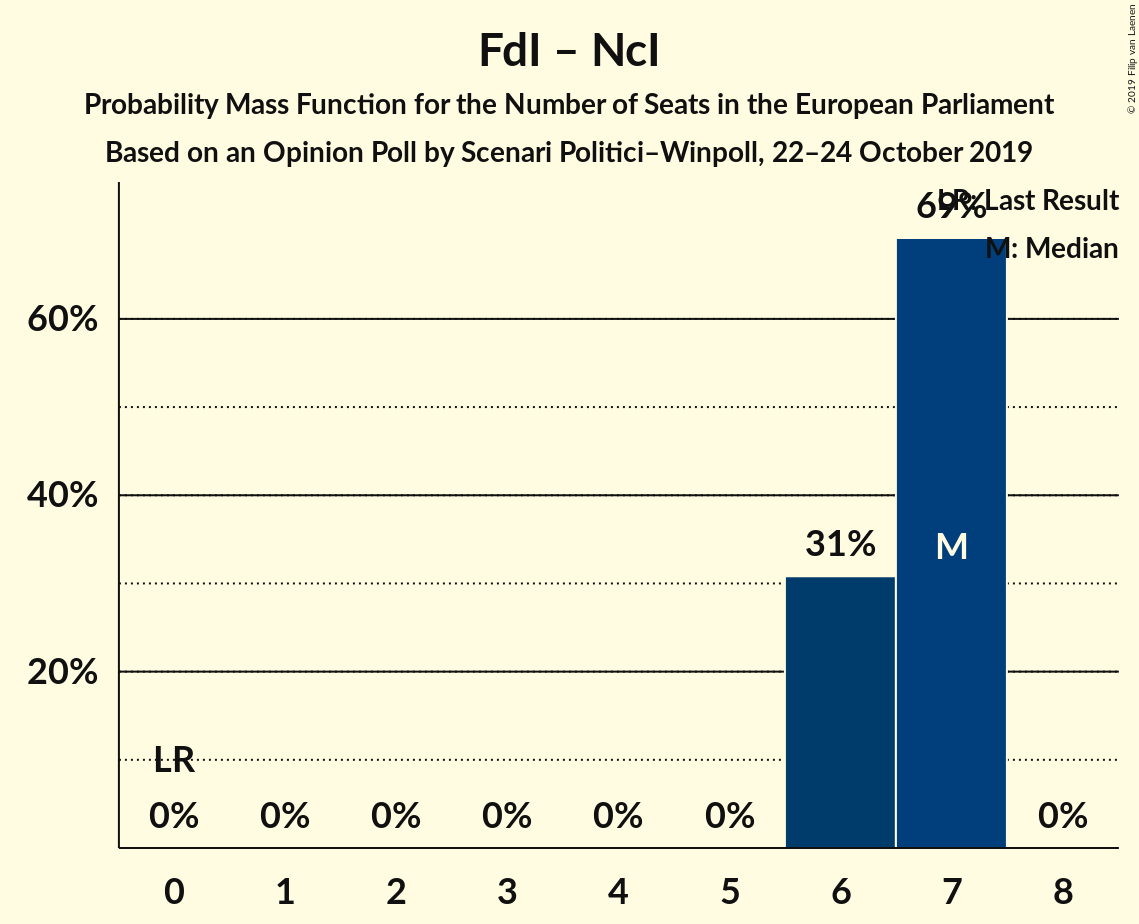 FdI – NcI
Probability Mass Function for the Number of Seats in the European Parliament
Based on an Opinion Poll by Scenari Politici–Winpoll, 22–24 October 2019
© 2019 Filip van Laenen
LR: Last Result
M: Median
69%
60%
40%
31%
M
20%
LR
0% 0% 0% 0% 0% 0% 0%
0 1 2 3 4 5 6 7 8